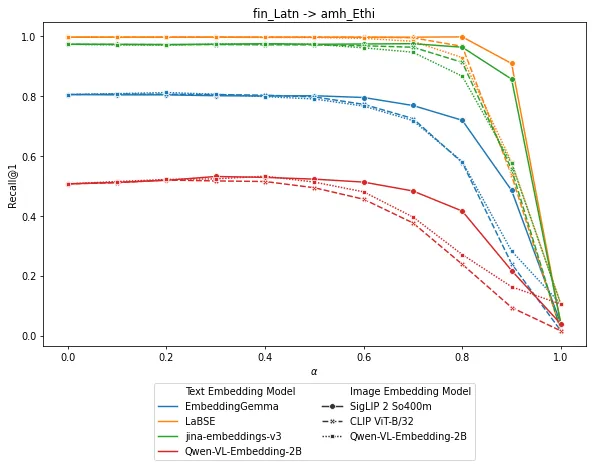 fin_Latn -> amh_Ethi
Recall@1
1.0
0.8
0.6
0.4
0.2
0.0
0.0 0.2 0.4 0.6 0.8 1.0
α
Text Embedding Model
EmbeddingGemma
LaBSE
jina-embeddings-v3
Qwen-VL-Embedding-2B
Image Embedding Model
SigLIP 2 So400m
CLIP ViT-B/32
Qwen-VL-Embedding-2B